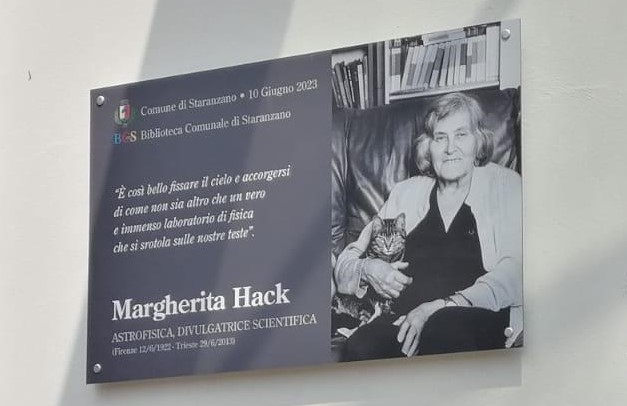 Comune di Staranzano • 10 Giugno 2023
BCS Biblioteca Comunale di Staranzano
“È così bello fissare il cielo e accorgersi
di come non sia altro che un vero
e immenso laboratorio di fisica
che si srotola sulle nostre teste”.
Margherita Hack
ASTROFISICA, DIVULGATRICE SCIENTIFICA
(Firenze 12/6/1922 - Trieste 29/6/2013)